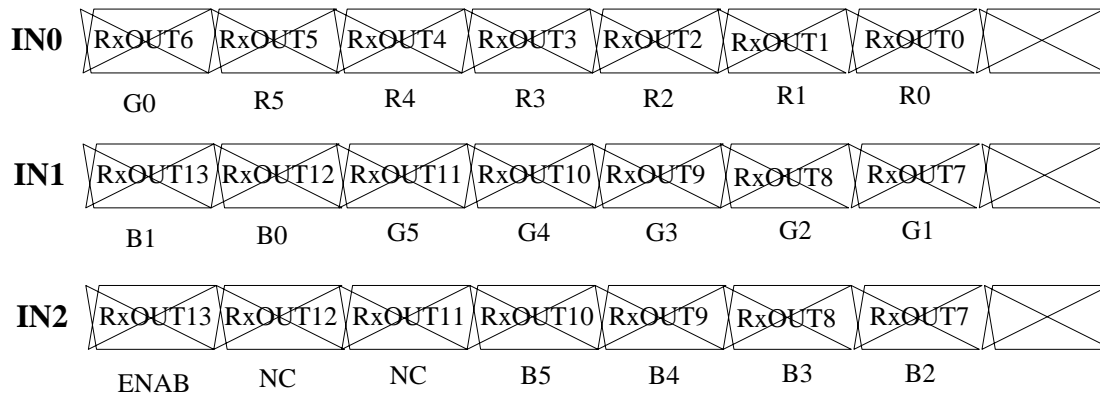 IN0 RxOUT6 RxOUT5 RxOUT4 RxOUT3 RxOUT2 RxOUT1 RxOUT0
G0 R5 R4 R3 R2 R1 R0
IN1 RxOUT13 RxOUT12 RxOUT11 RxOUT10 RxOUT9 RxOUT8 RxOUT7
B1 B0 G5 G4 G3 G2 G1
IN2 RxOUT13 RxOUT12 RxOUT11 RxOUT10 RxOUT9 RxOUT8 RxOUT7
ENAB NC NC B5 B4 B3 B2